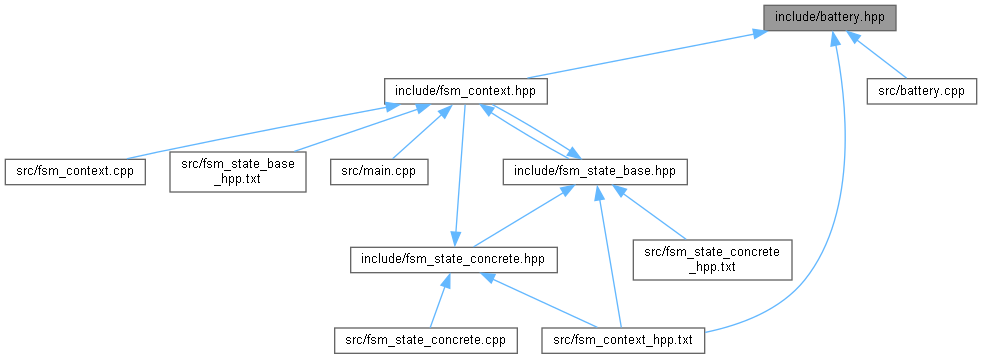 include/battery.hpp
include/fsm_context.hpp
src/battery.cpp
src/fsm_context.cpp
src/fsm_state_base
_hpp.txt
src/main.cpp
include/fsm_state_base.hpp
include/fsm_state_concrete.hpp
src/fsm_state_concrete
_hpp.txt
src/fsm_state_concrete.cpp
src/fsm_context_hpp.txt